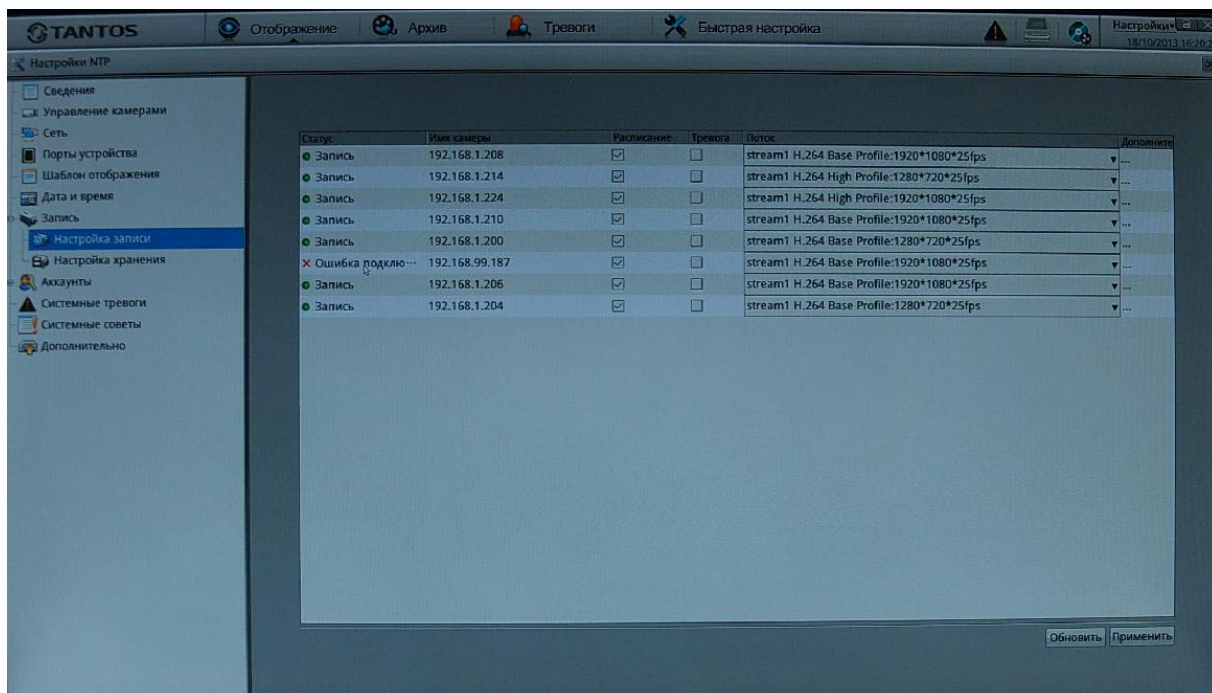 TANTOS
Отображение
Архив
Тревоги
Быстрая настройка
Настройки
18/10/2013 16:20:2
Настройки NTP
Сведения
Управление камерами
Сеть
Порты устройства
Шаблон отображения
Дата и время
Запись
Настройка записи
Настройка хранения
Аккаунты
Системные тревоги
Системные советы
Дополнительно
Статус Имя камеры Расписание Тревога Поток Дополните
Запись 192.168.1.208 stream1 H.264 Base Profile:1920*1080*25fps ...
Запись 192.168.1.214 stream1 H.264 High Profile:1280*720*25fps ...
Запись 192.168.1.224 stream1 H.264 High Profile:1920*1080*25fps ...
Запись 192.168.1.210 stream1 H.264 Base Profile:1920*1080*25fps ...
Запись 192.168.1.200 stream1 H.264 Base Profile:1280*720*25fps ...
Ошибка подклю··· 192.168.99.187 stream1 H.264 Base Profile:1920*1080*25fps ...
Запись 192.168.1.206 stream1 H.264 Base Profile:1920*1080*25fps ...
Запись 192.168.1.204 stream1 H.264 Base Profile:1280*720*25fps ...
Обновить Применить